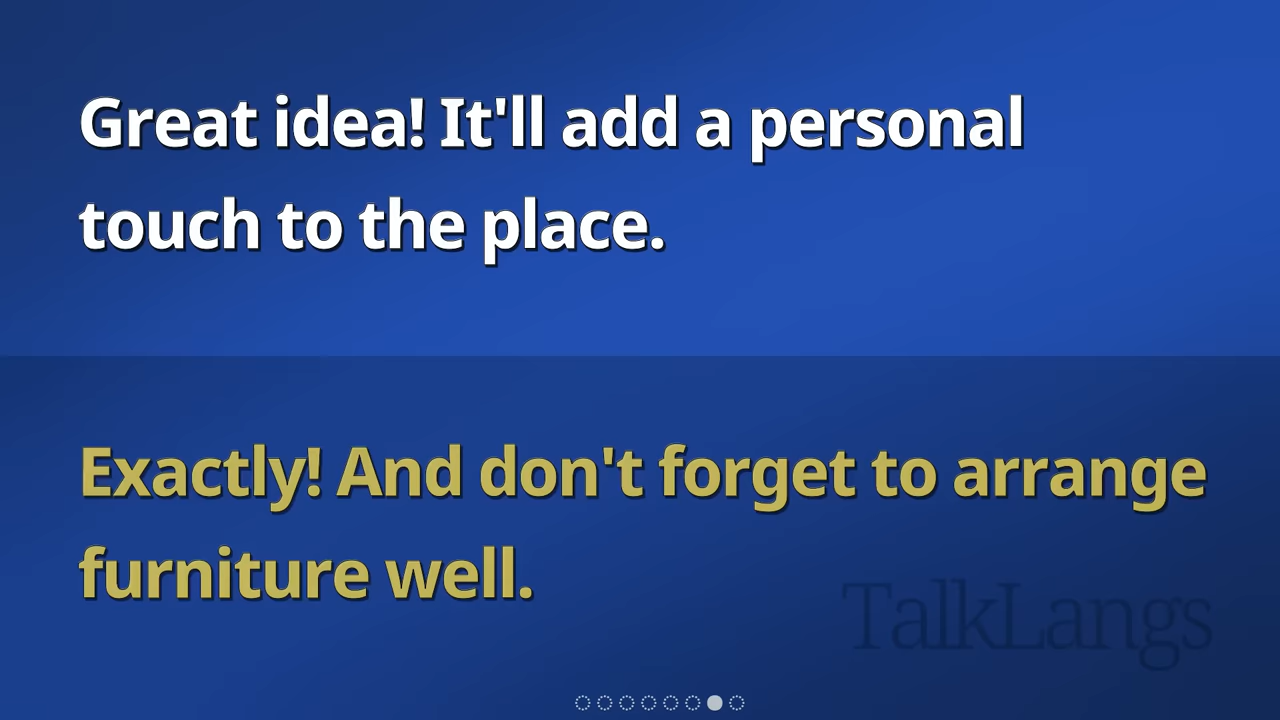 Great idea! It'll add a personal
touch to the place.
Exactly! And don't forget to arrange
furniture well.
TalkLangs